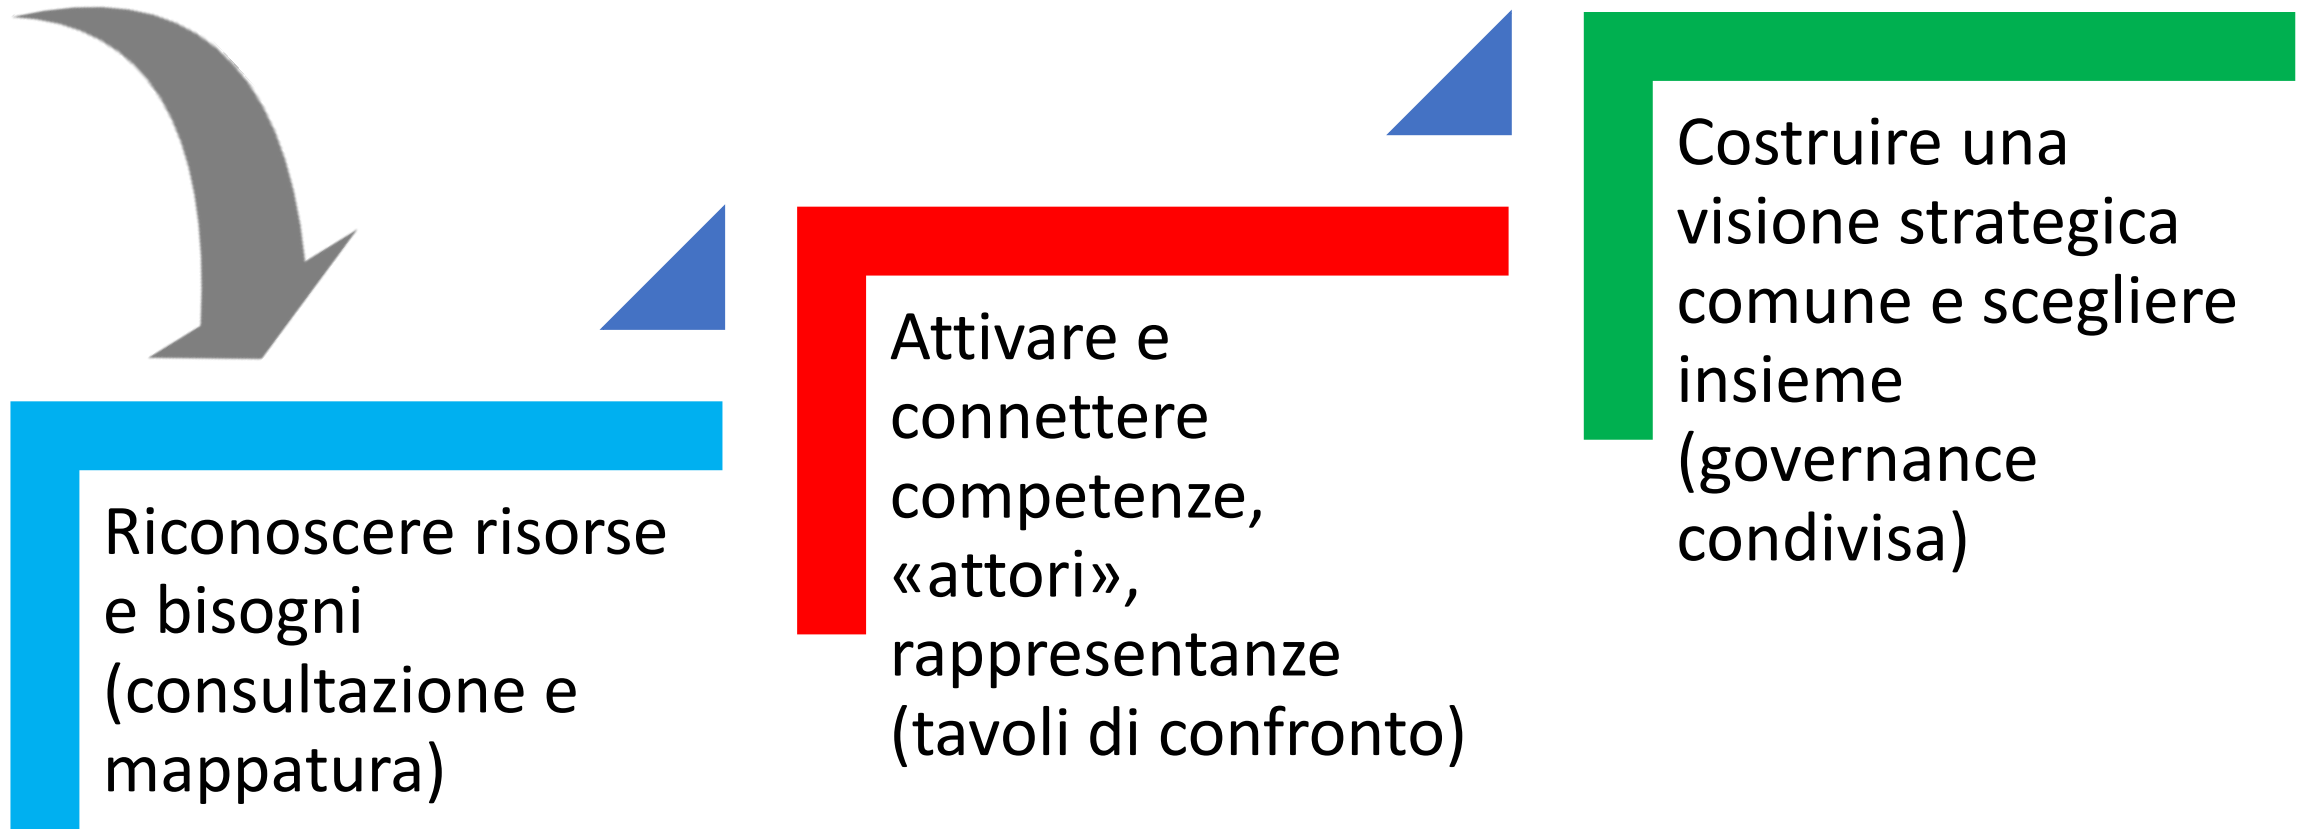 Riconoscere risorse
e bisogni
(consultazione e
mappatura)
Attivare e
connettere
competenze,
«attori»,
rappresentanze
(tavoli di confronto)
Costruire una
visione strategica
comune e scegliere
insieme
(governance
condivisa)